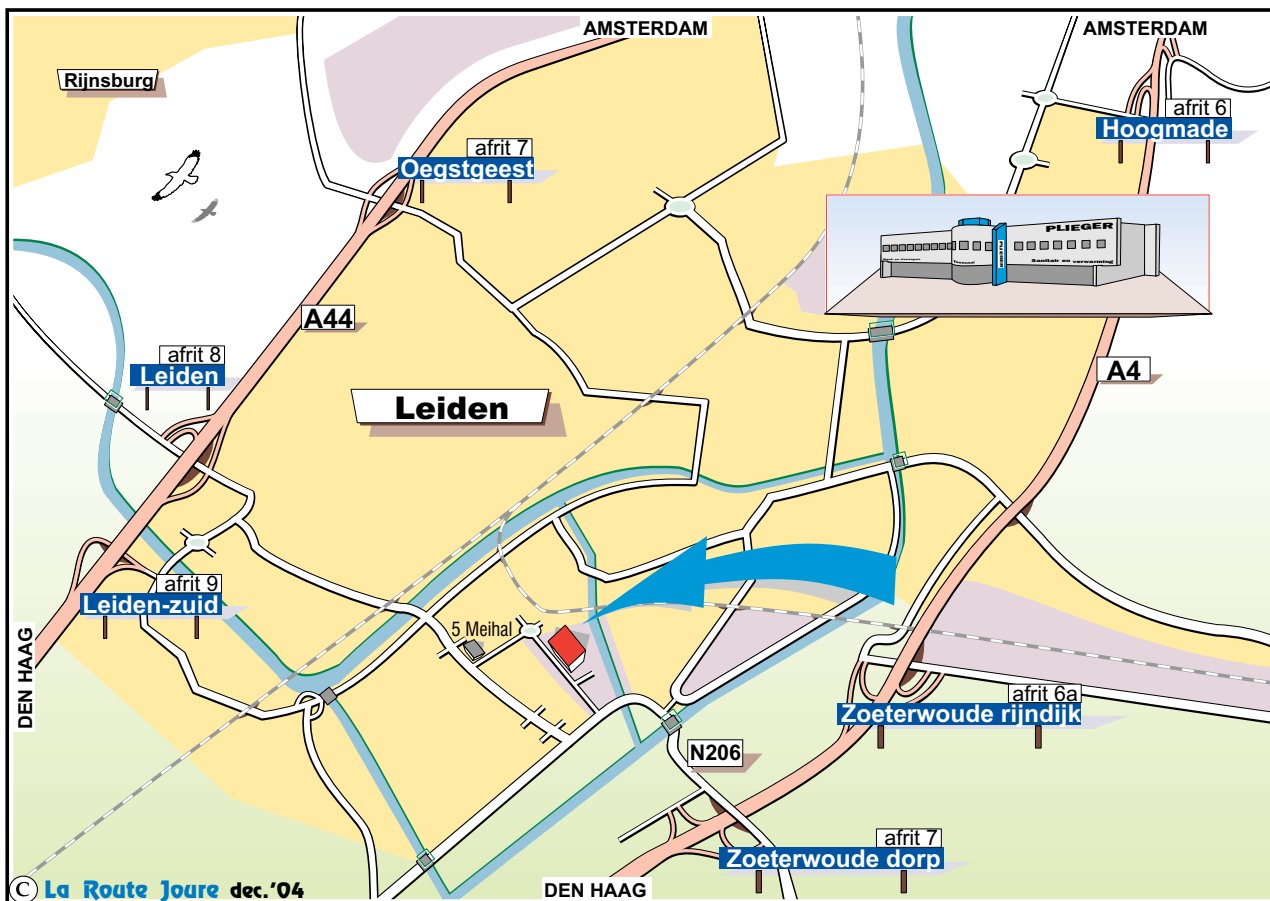 AMSTERDAM
AMSTERDAM
Rijnsburg
afrit 6
Hoogmade
afrit 7
Oegstgeest
PLIEGER
PLIEGER
Sanitair en verwarming
A44
afrit 8
Leiden
A4
Leiden
afrit 9
Leiden-zuid
5 Meihal
DEN HAAG
afrit 6a
Zoeterwoude rijndijk
N206
afrit 7
Zoeterwoude dorp
DEN HAAG
© La Route Joure dec.'04